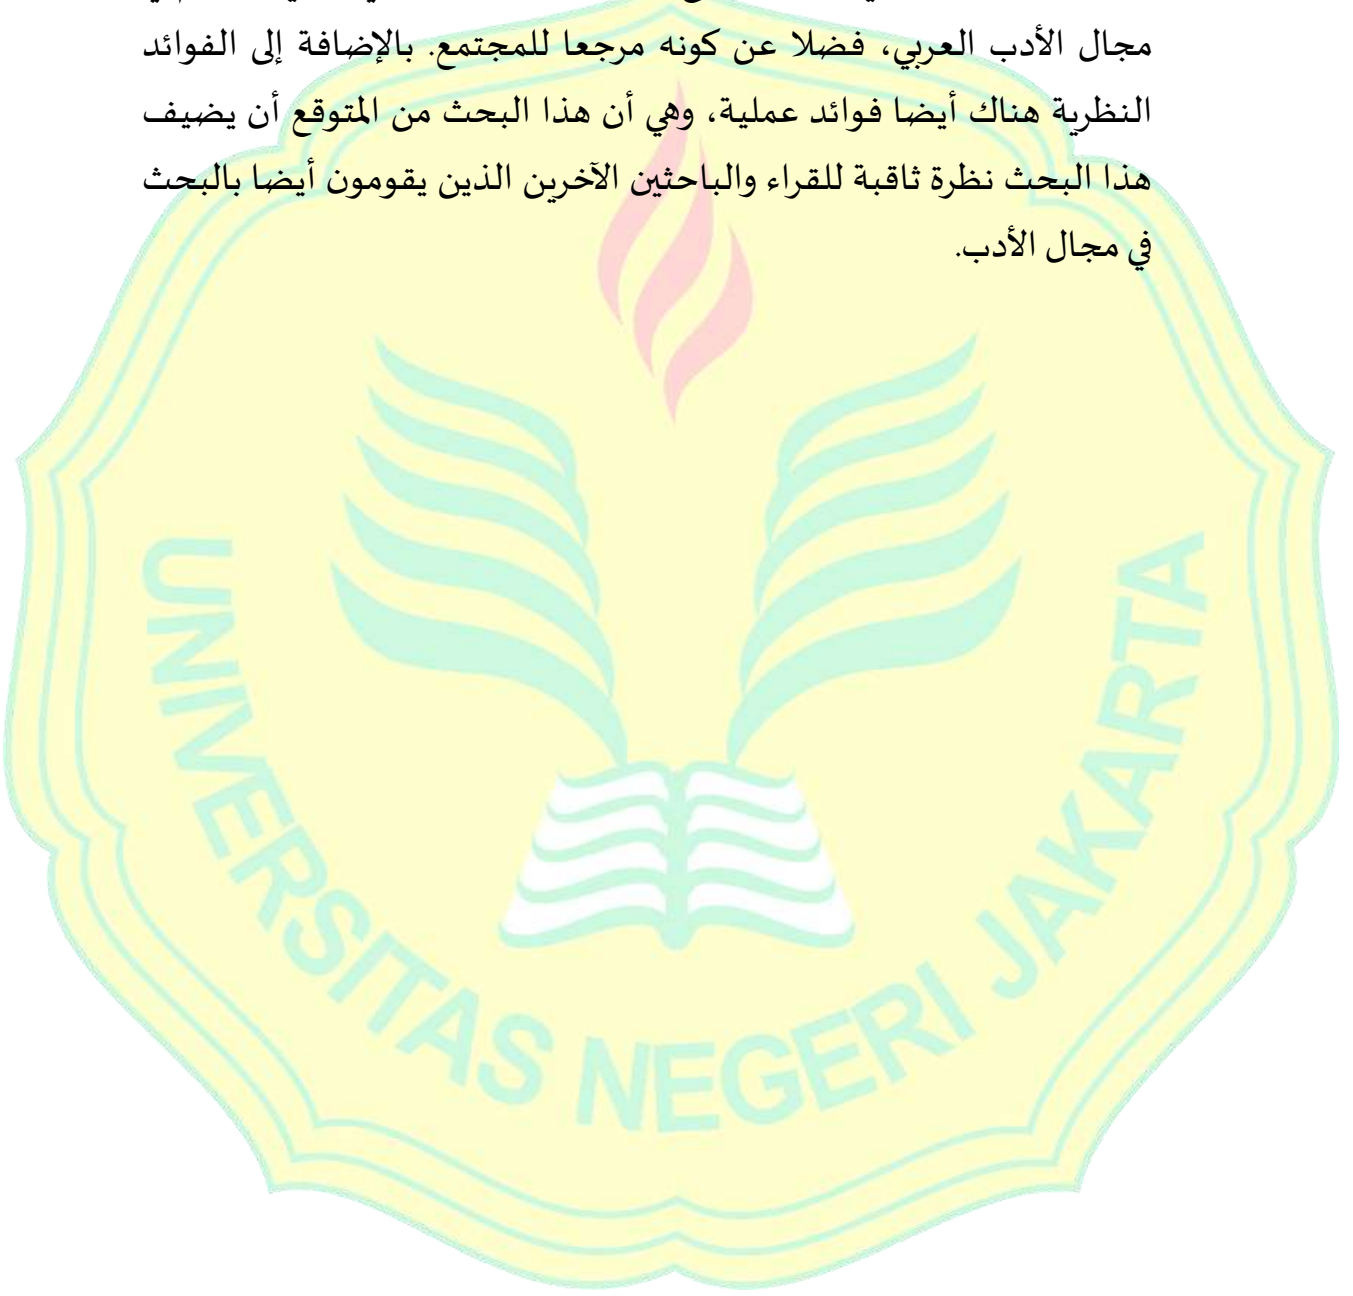 مجال الأدب العربي، فضلا عن كونه مرجعا للمجتمع. بالإضافة إلى الفوائد
النظرية هناك أيضا فوائد عملية، وهي أن هذا البحث من المتوقع أن يضيف
هذا البحث نظرة ثاقبة للقراء والباحثين الآخرين الذين يقومون أيضا بالبحث
في مجال الأدب.
UNIVERSITAS NEGERI JAKARTA